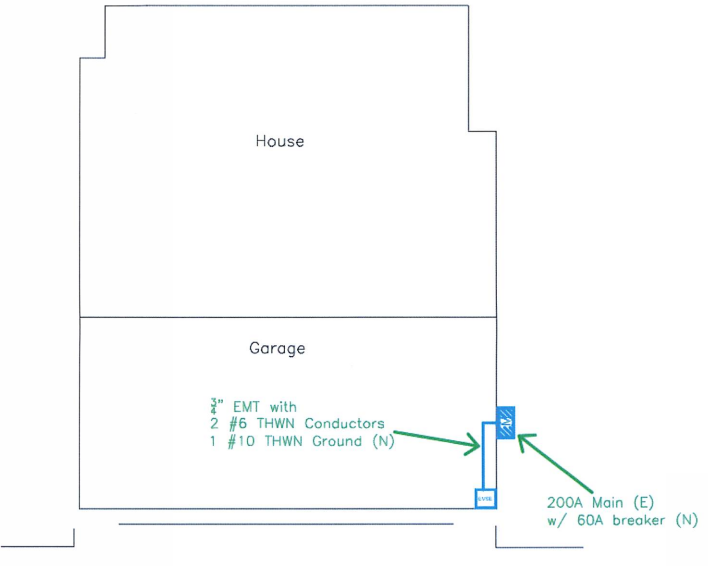 House
Garage
¾" EMT with
2 #6 THWN Conductors
1 #10 THWN Ground (N)
M
EVSE
200A Main (E)
w/ 60A breaker (N)